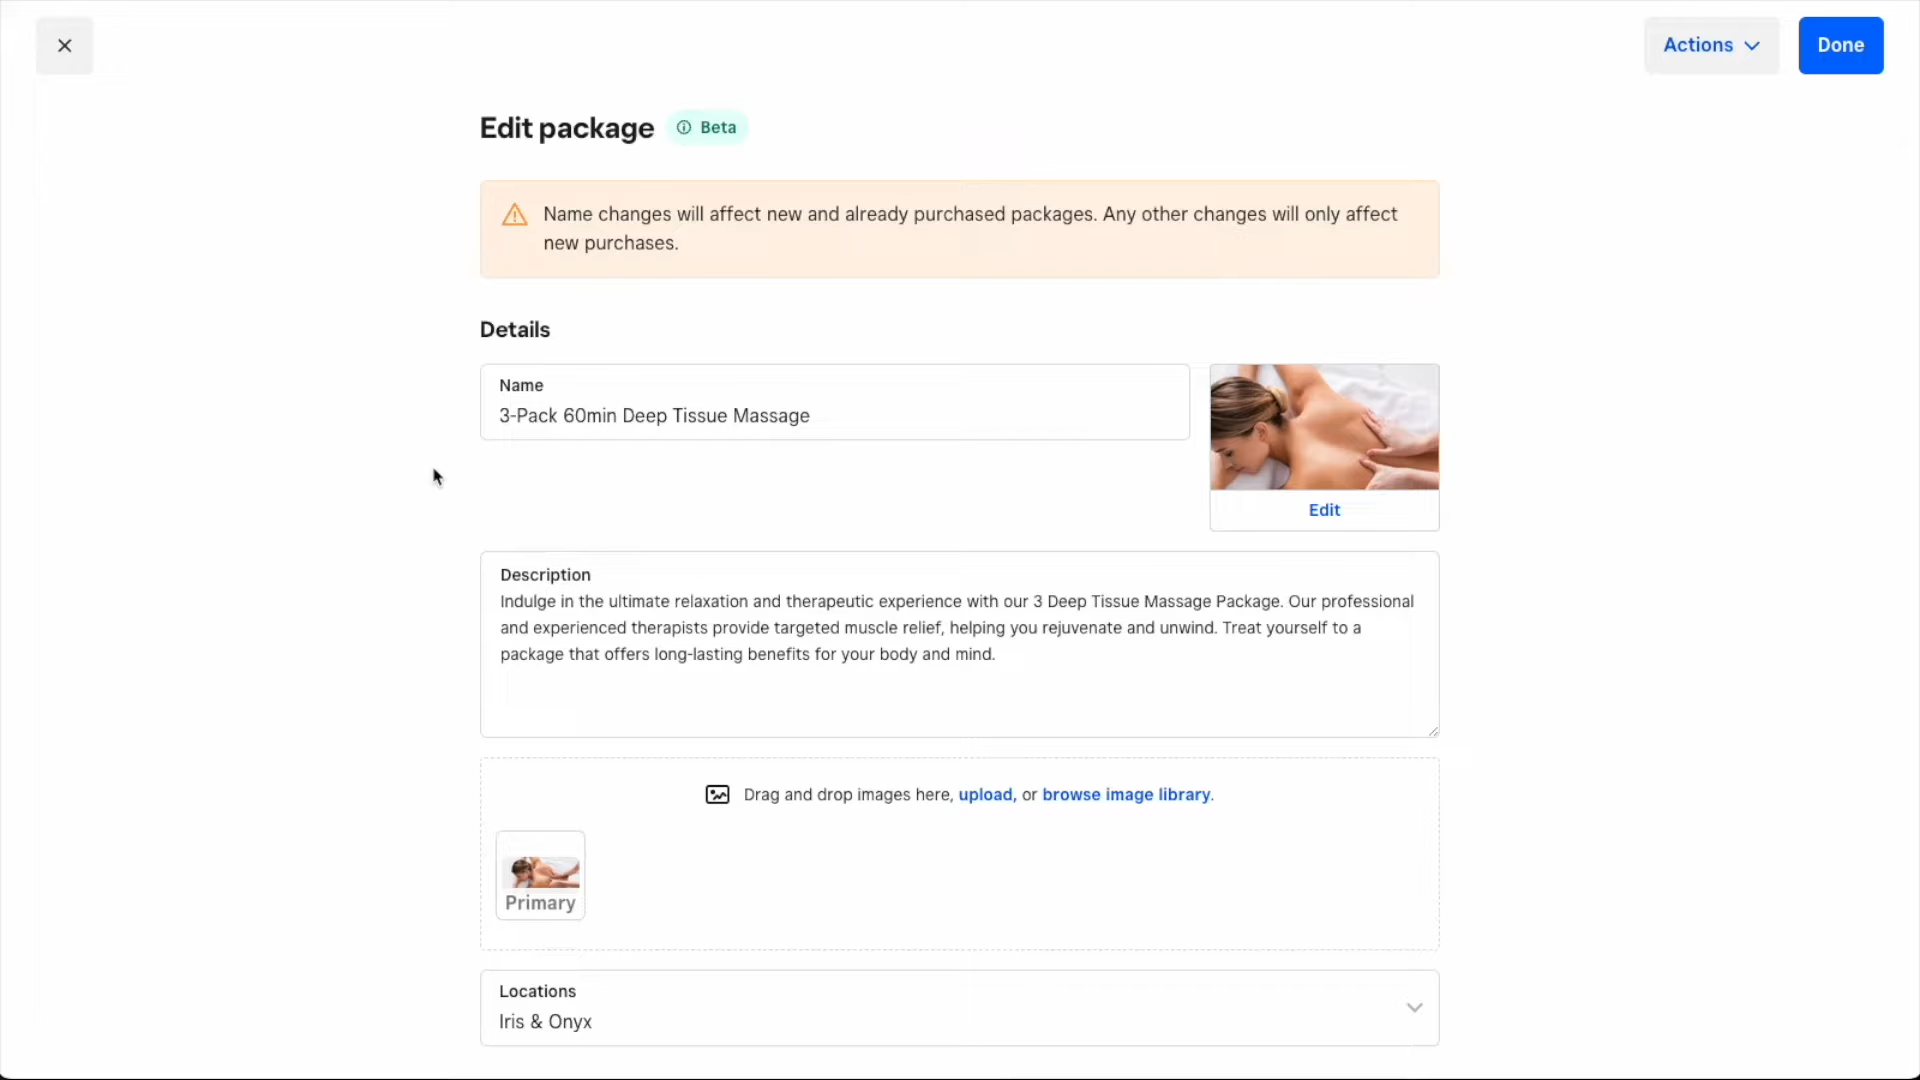 Actions
Done
Edit package
Beta
Name changes will affect new and already purchased packages. Any other changes will only affect
new purchases.
Details
Name
3-Pack 60min Deep Tissue Massage
Edit
Description
Indulge in the ultimate relaxation and therapeutic experience with our 3 Deep Tissue Massage Package. Our professional
and experienced therapists provide targeted muscle relief, helping you rejuvenate and unwind. Treat yourself to a
package that offers long-lasting benefits for your body and mind.
Drag and drop images here, upload, or browse image library.
Primary
Locations
Iris & Onyx